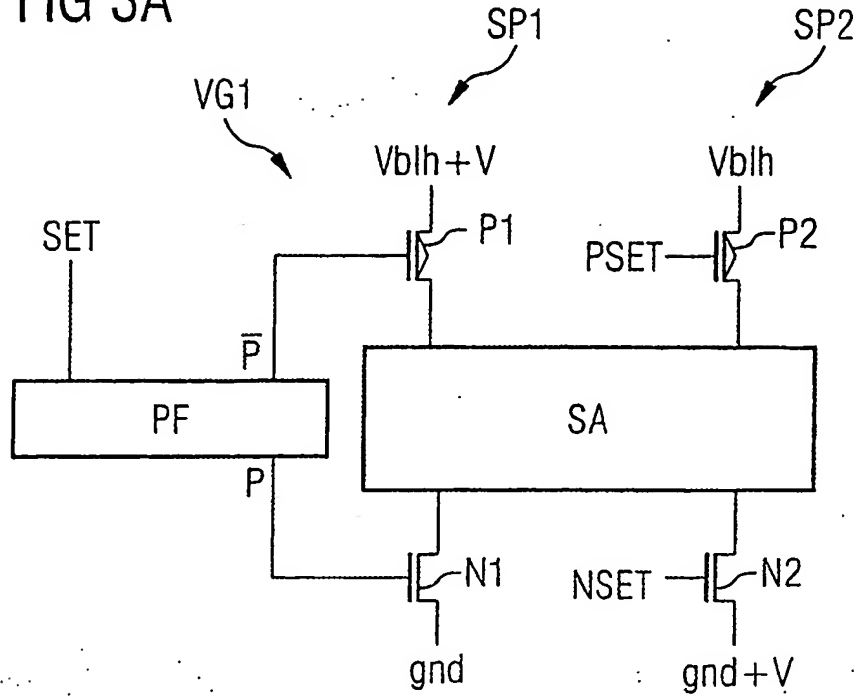 FIG 3A
SP1
SP2
VG1
Vblh+V
Vblh
SET
P1
PSET
P2
P̅
PF
SA
P
N1
NSET
N2
gnd
gnd+V